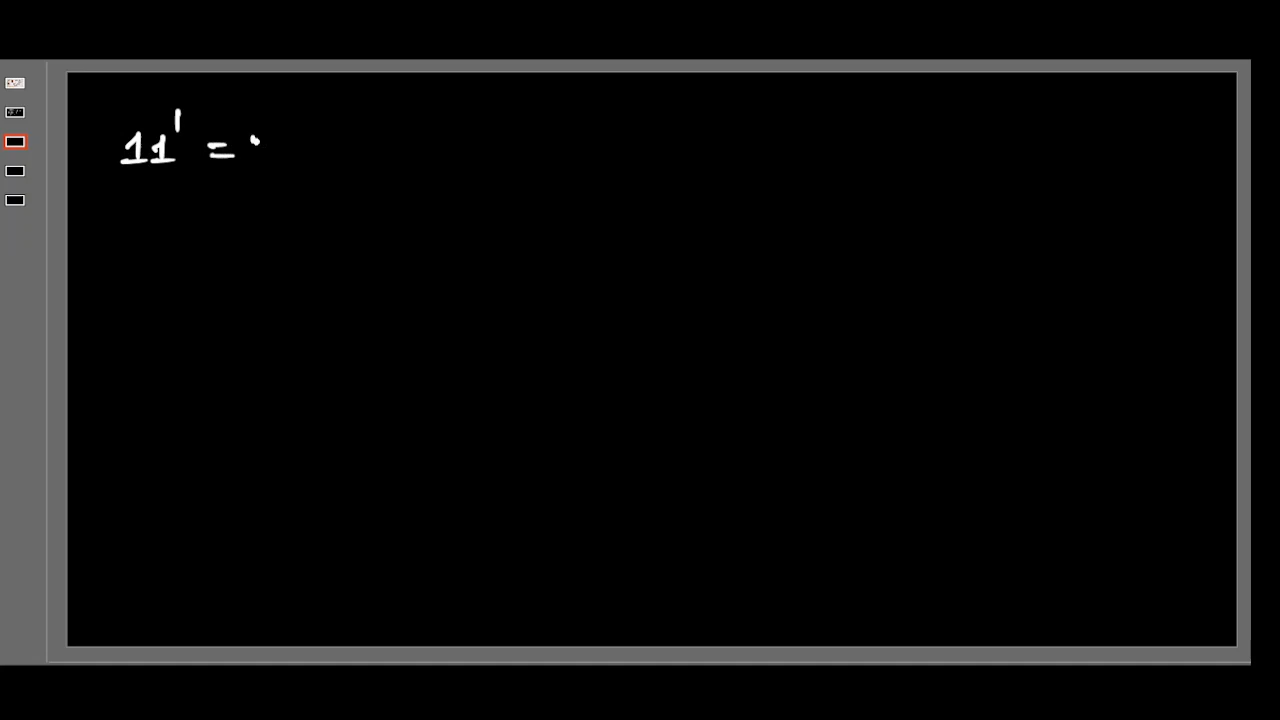 11¹ =